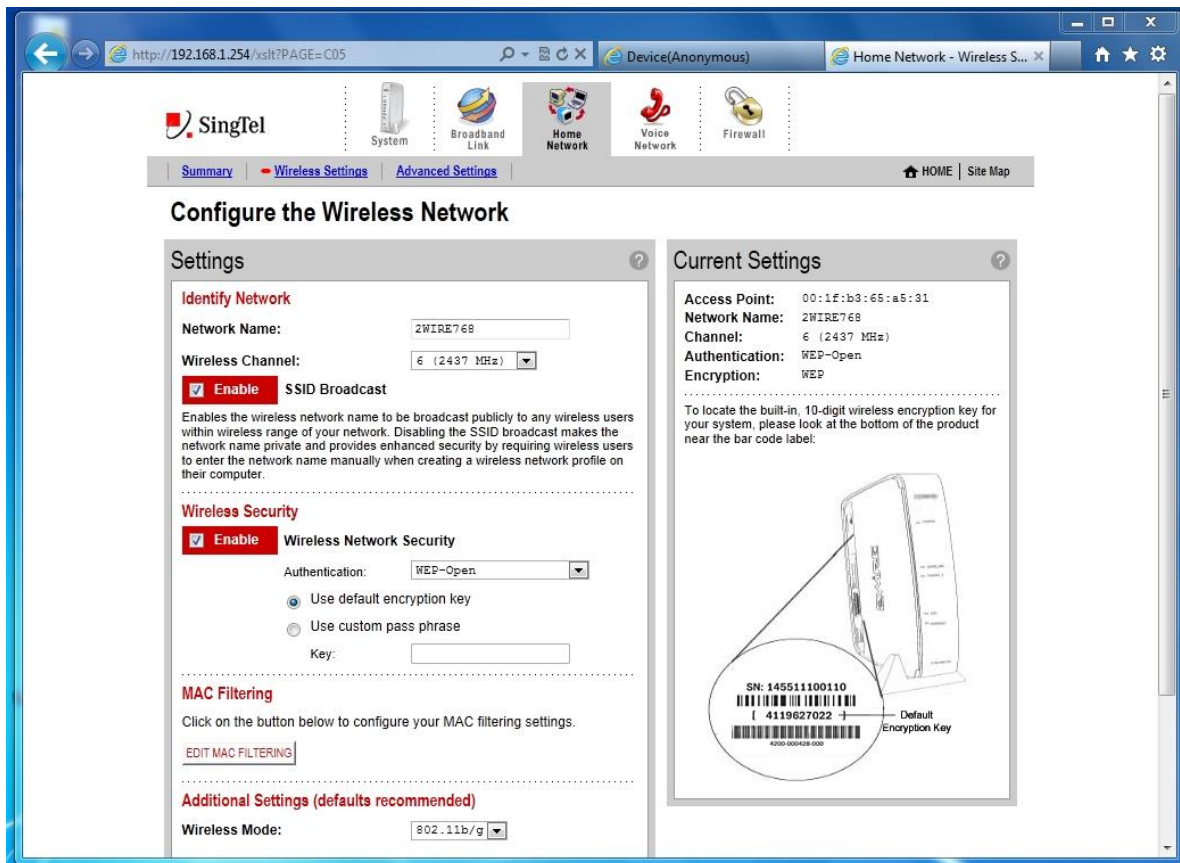 http://192.168.1.254/xslt?PAGE=C05
Device(Anonymous)
Home Network - Wireless S...
SingTel
System
Broadband Link
Home Network
Voice Network
Firewall
Summary
Wireless Settings
Advanced Settings
HOME
Site Map
Configure the Wireless Network
Settings
Identify Network
Network Name: 2WIRE768
Wireless Channel: 6 (2437 MHz)
Enable SSID Broadcast
Enables the wireless network name to be broadcast publicly to any wireless users
within wireless range of your network. Disabling the SSID broadcast makes the
network name private and provides enhanced security by requiring wireless users
to enter the network name manually when creating a wireless network profile on
their computer.
Wireless Security
Enable Wireless Network Security
Authentication: WEP-Open
Use default encryption key
Use custom pass phrase
Key:
MAC Filtering
Click on the button below to configure your MAC filtering settings.
EDIT MAC FILTERING
Additional Settings (defaults recommended)
Wireless Mode: 802.11b/g
Current Settings
Access Point: 00:1f:b3:65:a5:31
Network Name: 2WIRE768
Channel: 6 (2437 MHz)
Authentication: WEP-Open
Encryption: WEP
To locate the built-in, 10-digit wireless encryption key for
your system, please look at the bottom of the product
near the bar code label:
2WIRE
SN: 145511100110
[ 4119627022 ]
Default
Encryption Key
4200-000428-000